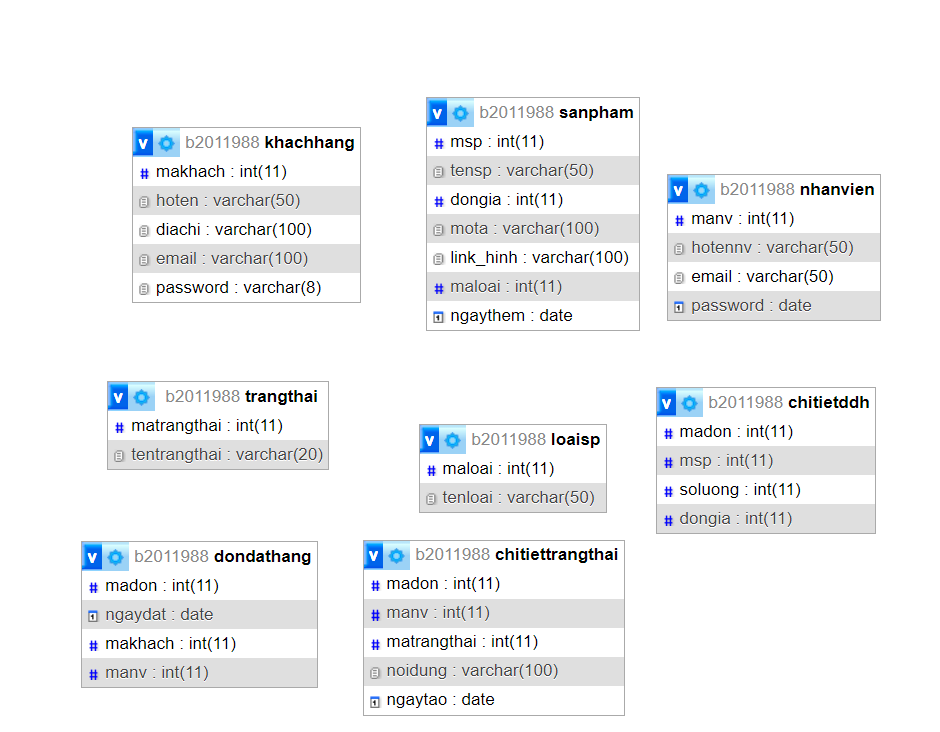 v b2011988 khachhang
# makhach : int(11)
hoten : varchar(50)
diachi : varchar(100)
email : varchar(100)
password : varchar(8)
v b2011988 sanpham
# msp : int(11)
tensp : varchar(50)
# dongia : int(11)
mota : varchar(100)
link_hinh : varchar(100)
# maloai : int(11)
ngaythem : date
v b2011988 nhanvien
# manv : int(11)
hotennv : varchar(50)
email : varchar(50)
password : date
v b2011988 trangthai
# matrangthai : int(11)
tentrangthai : varchar(20)
v b2011988 loaisp
# maloai : int(11)
tenloai : varchar(50)
v b2011988 chitietddh
# madon : int(11)
# msp : int(11)
# soluong : int(11)
# dongia : int(11)
v b2011988 dondathang
# madon : int(11)
ngaydat : date
# makhach : int(11)
# manv : int(11)
v b2011988 chitiettrangthai
# madon : int(11)
# manv : int(11)
# matrangthai : int(11)
noidung : varchar(100)
ngaytao : date